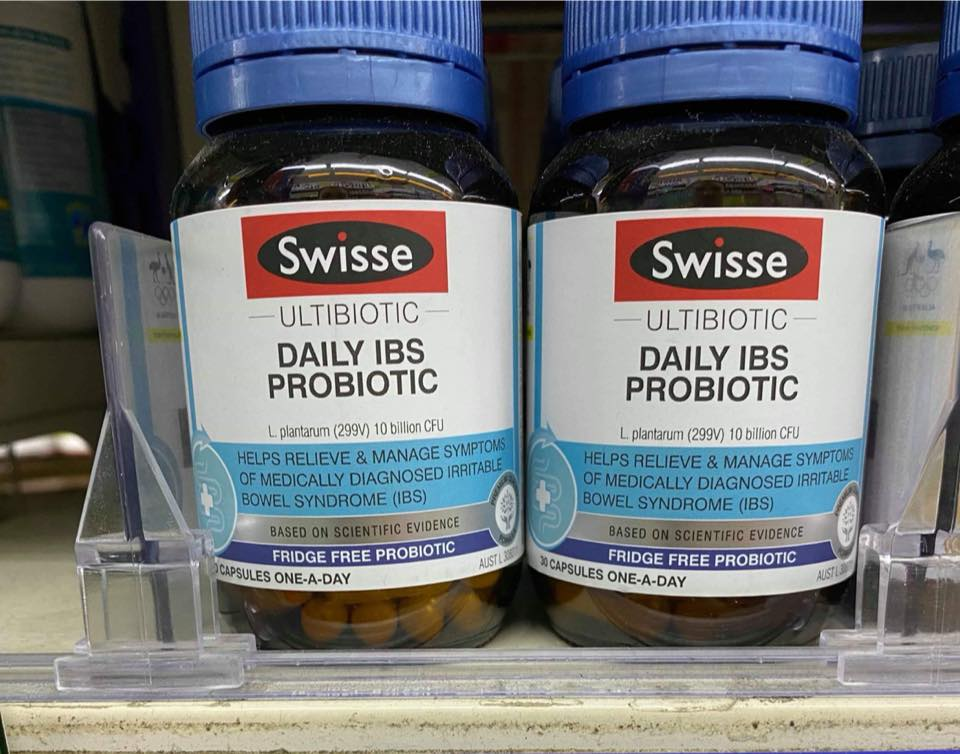 Swisse
ULTIBIOTIC
DAILY IBS
PROBIOTIC
L. plantarum (299V) 10 billion CFU
HELPS RELIEVE & MANAGE SYMPTOMS
OF MEDICALLY DIAGNOSED IRRITABLE
BOWEL SYNDROME (IBS)
BASED ON SCIENTIFIC EVIDENCE
FRIDGE FREE PROBIOTIC
CAPSULES ONE-A-DAY
AUST L
Swisse
ULTIBIOTIC
DAILY IBS
PROBIOTIC
L. plantarum (299V) 10 billion CFU
HELPS RELIEVE & MANAGE SYMPTOMS
OF MEDICALLY DIAGNOSED IRRITABLE
BOWEL SYNDROME (IBS)
BASED ON SCIENTIFIC EVIDENCE
FRIDGE FREE PROBIOTIC
30 CAPSULES ONE-A-DAY
AUST L